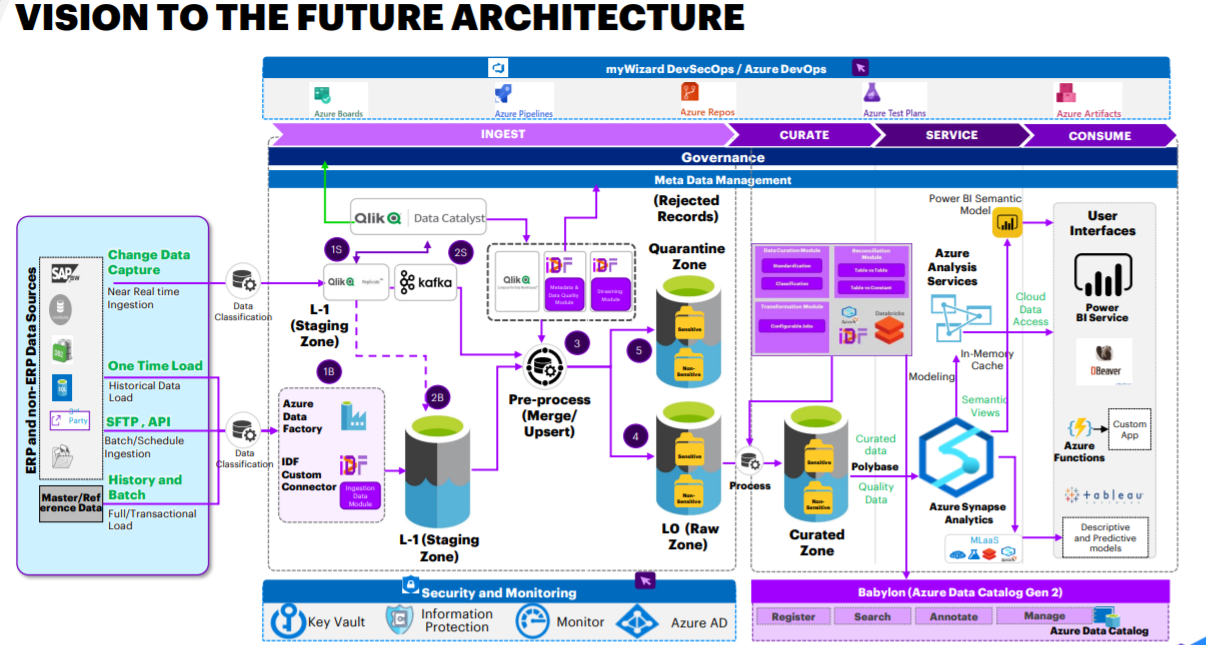 VISION TO THE FUTURE ARCHITECTURE
myWizard DevSecOps / Azure DevOps
Azure Boards
Azure Pipelines
Azure Repos
Azure Test Plans
Azure Artifacts
INGEST
CURATE
SERVICE
CONSUME
Governance
Meta Data Management
ERP and non-ERP Data Sources
SAP BW
DB2
SQL
3rd
Party
Master/Ref
erence Data
Change Data
Capture
Near Real time
Ingestion
One Time Load
Historical Data
Load
SFTP , API
Batch/Schedule
Ingestion
History and
Batch
Full/Transactional
Load
Data
Classification
Data
Classification
Qlik Data Catalyst
1S
2S
Qlik Replicate
kafka
L-1
(Staging
Zone)
1B
2B
Azure
Data
Factory
IDF
Custom
Connector
iDF
Ingestion
Data
Module
L-1 (Staging
Zone)
Qlik
iDF
Metadata &
Data Quality
Module
iDF
Streaming
Module
3
Pre-process
(Merge/
Upsert)
5
4
(Rejected
Records)
Quarantine
Zone
Sensitive
Non-
Sensitive
Sensitive
Non-
Sensitive
LO (Raw
Zone)
Process
Data Curation Module
Standardization
Classification
Reconciliation
Module
Table vs Table
Table vs Constant
Transformation Module
Configurable Jobs
iDF
Databricks
Sensitive
Non-
Sensitive
Curated
Zone
Curated
data
Polybase
Quality
Data
Power BI Semantic
Model
Azure
Analysis
Services
Cloud
Data
Access
In-Memory
Cache
Modeling
Semantic
Views
Azure Synapse
Analytics
MLaaS
User
Interfaces
Power
BI Service
DBeaver
Azure
Functions
Custom
App
+ableau
Descriptive
and Predictive
models
Security and Monitoring
Key Vault
Information
Protection
Monitor
Azure AD
Babylon (Azure Data Catalog Gen 2)
Register
Search
Annotate
Manage
Azure Data Catalog